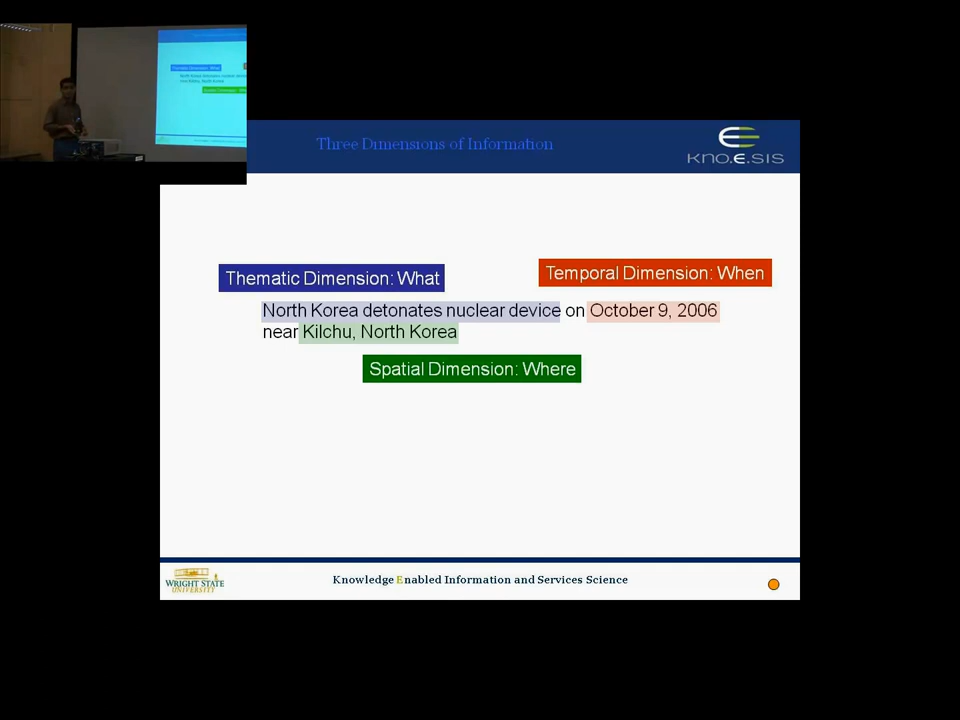 Three Dimensions of Information
kno.e.sis
Thematic Dimension: What
Temporal Dimension: When
North Korea detonates nuclear device on October 9, 2006
near Kilchu, North Korea
Spatial Dimension: Where
WRIGHT STATE
UNIVERSITY
Knowledge Enabled Information and Services Science